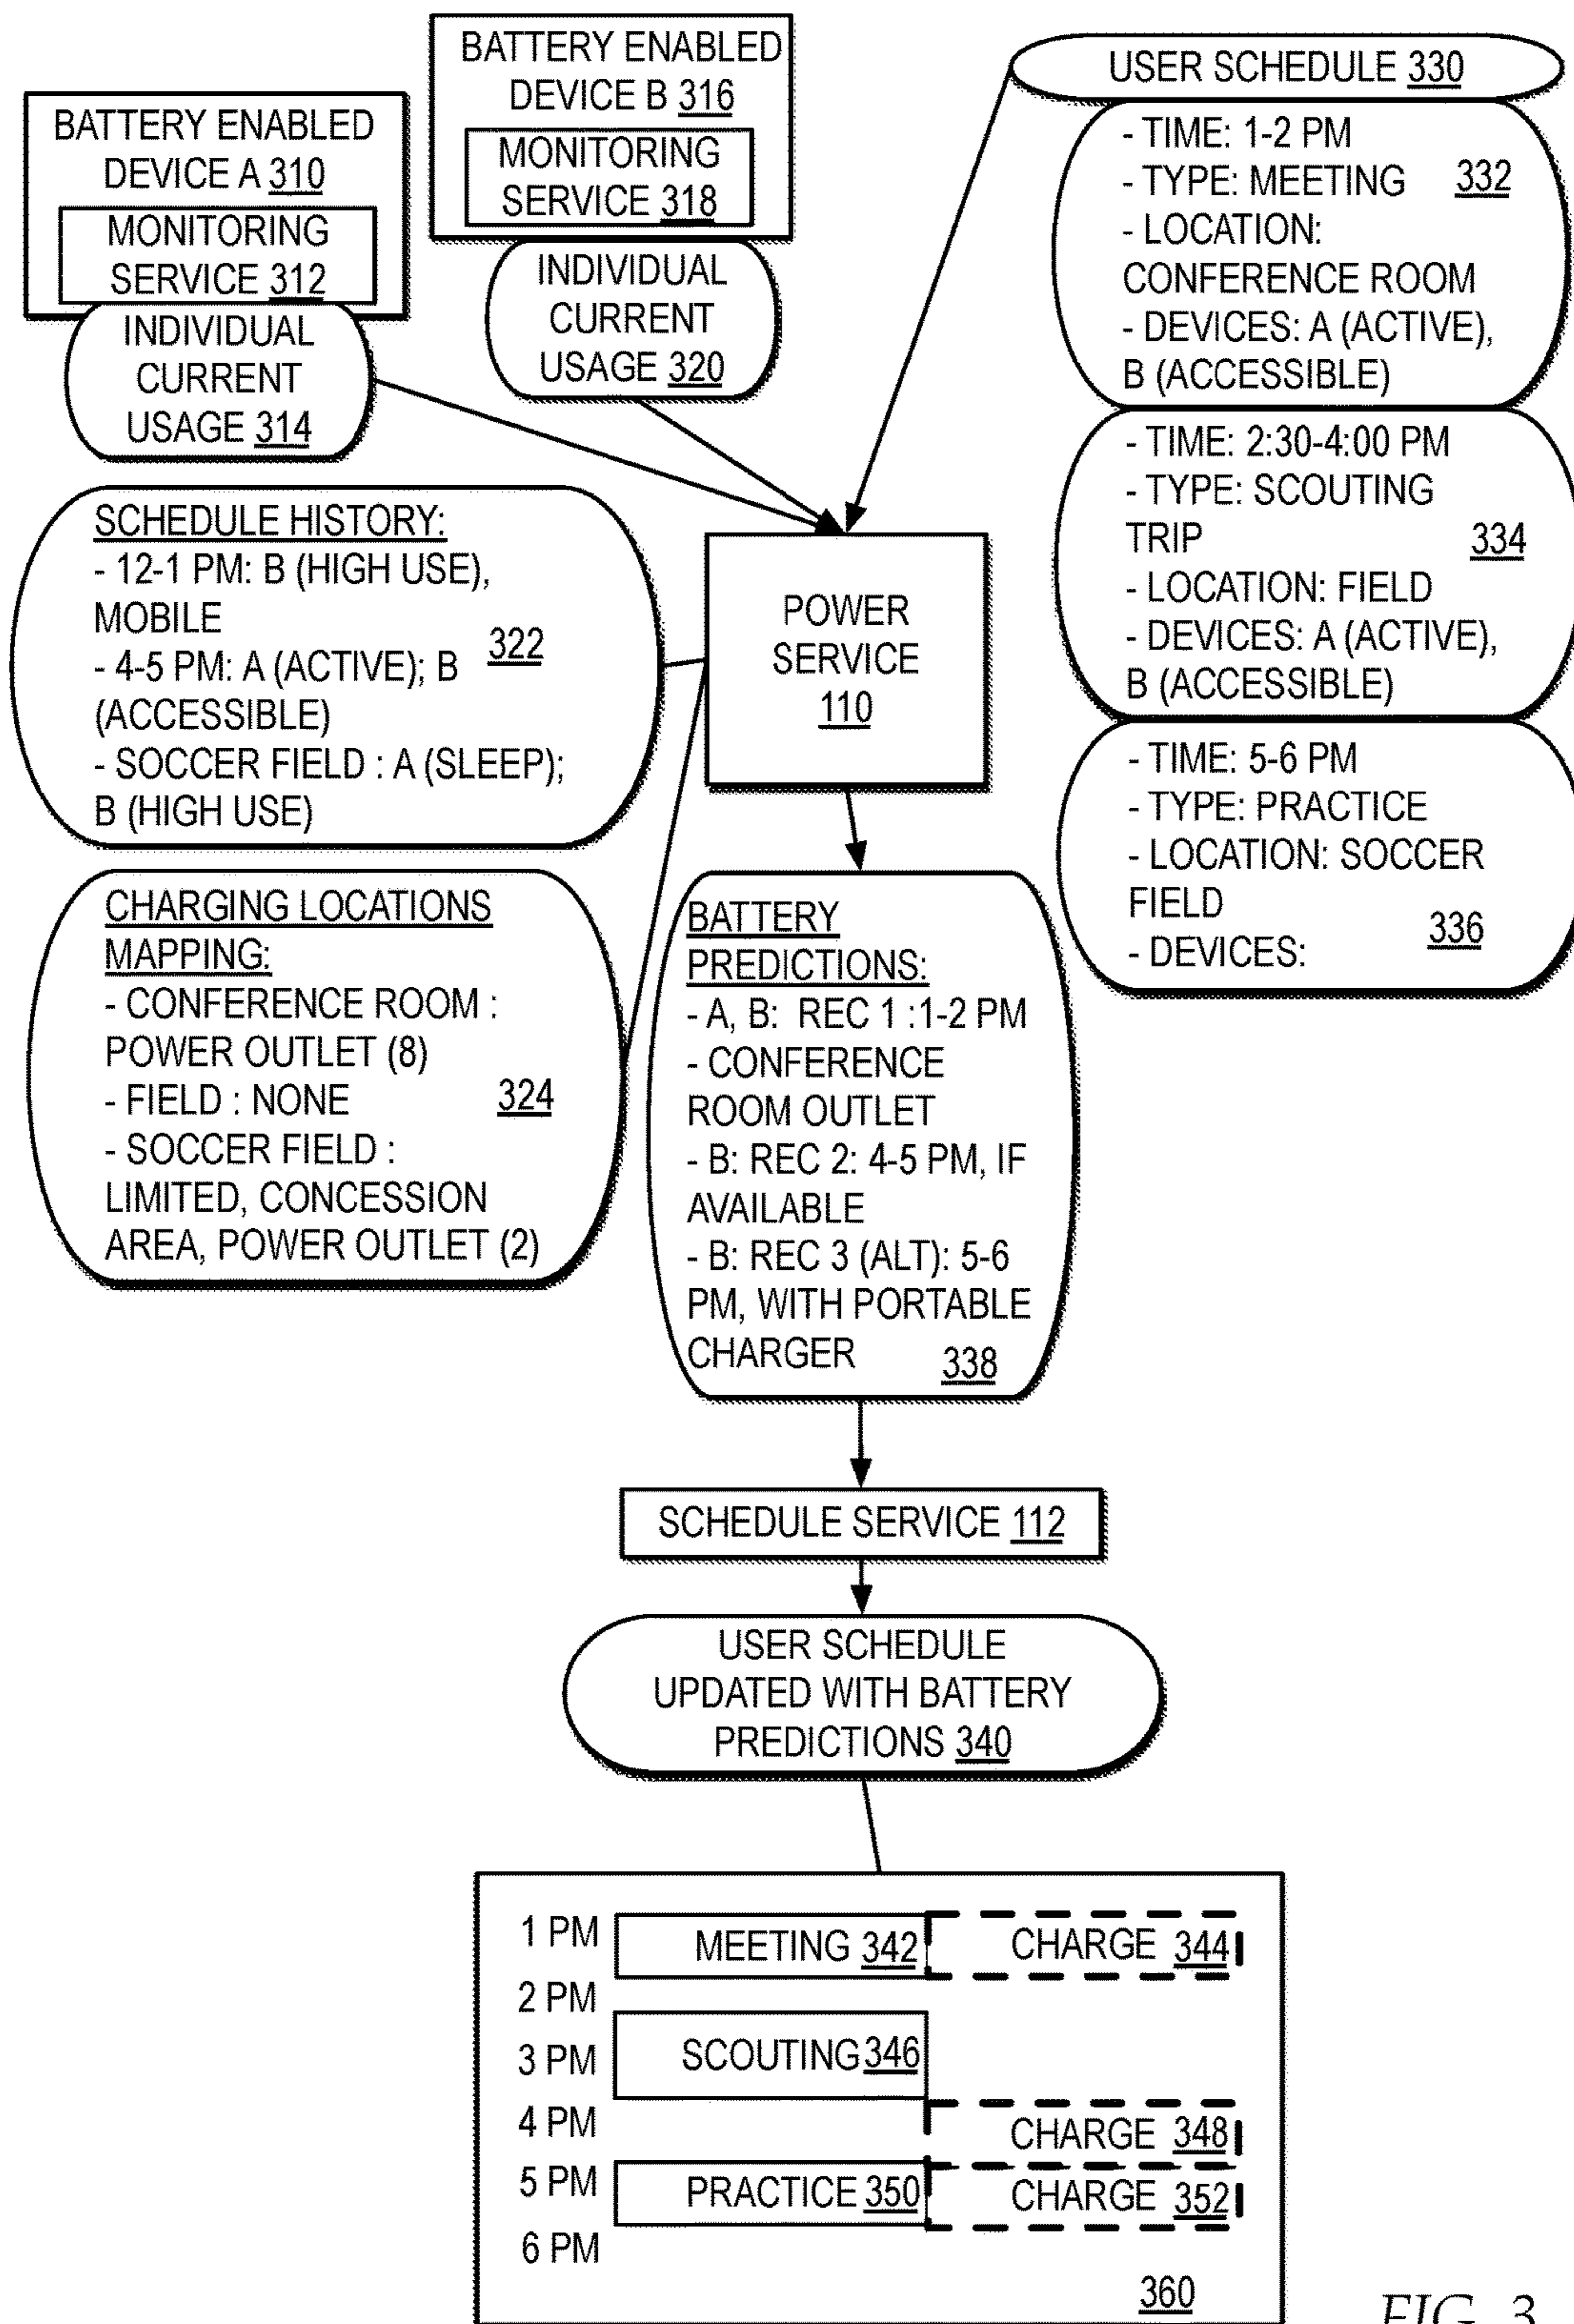 BATTERY ENABLED
DEVICE A 310
MONITORING
SERVICE 312
INDIVIDUAL
CURRENT
USAGE 314
BATTERY ENABLED
DEVICE B 316
MONITORING
SERVICE 318
INDIVIDUAL
CURRENT
USAGE 320
USER SCHEDULE 330
- TIME: 1-2 PM
- TYPE: MEETING 332
- LOCATION:
CONFERENCE ROOM
- DEVICES: A (ACTIVE),
B (ACCESSIBLE)
- TIME: 2:30-4:00 PM
- TYPE: SCOUTING
TRIP 334
- LOCATION: FIELD
- DEVICES: A (ACTIVE),
B (ACCESSIBLE)
- TIME: 5-6 PM
- TYPE: PRACTICE
- LOCATION: SOCCER
FIELD 336
- DEVICES:
SCHEDULE HISTORY:
- 12-1 PM: B (HIGH USE),
MOBILE 322
- 4-5 PM: A (ACTIVE); B
(ACCESSIBLE)
- SOCCER FIELD : A (SLEEP);
B (HIGH USE)
POWER
SERVICE
110
CHARGING LOCATIONS
MAPPING:
- CONFERENCE ROOM :
POWER OUTLET (8)
- FIELD : NONE 324
- SOCCER FIELD :
LIMITED, CONCESSION
AREA, POWER OUTLET (2)
BATTERY
PREDICTIONS:
- A, B: REC 1 :1-2 PM
- CONFERENCE
ROOM OUTLET
- B: REC 2: 4-5 PM, IF
AVAILABLE
- B: REC 3 (ALT): 5-6
PM, WITH PORTABLE
CHARGER 338
SCHEDULE SERVICE 112
USER SCHEDULE
UPDATED WITH BATTERY
PREDICTIONS 340
1 PM MEETING 342 CHARGE 344
2 PM
3 PM SCOUTING 346
4 PM CHARGE 348
5 PM PRACTICE 350 CHARGE 352
6 PM
360
FIG. 3